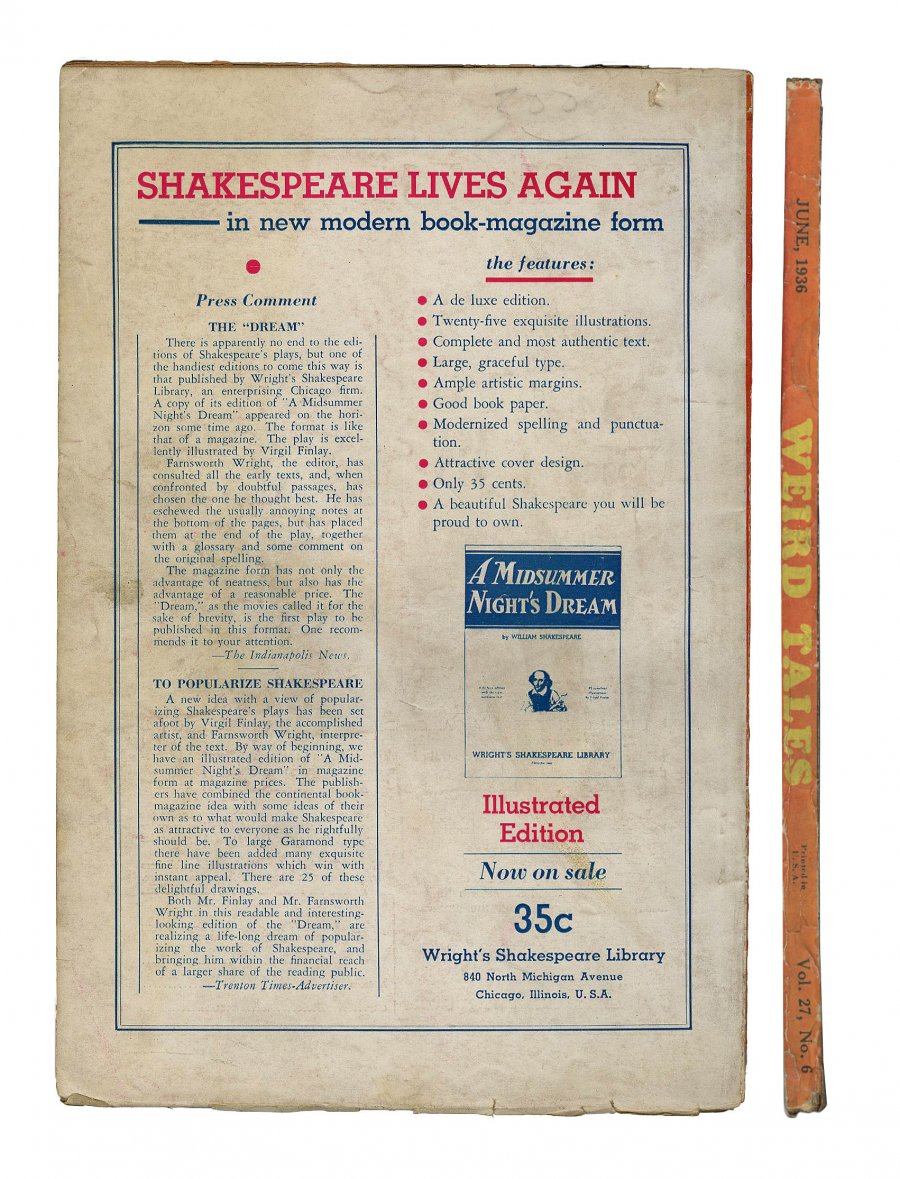 SHAKESPEARE LIVES AGAIN
in new modern book-magazine form
Press Comment
THE "DREAM"
There is apparently no end to the edi-
tions of Shakespeare's plays, but one of
the handiest editions to come this way is
that published by Wright's Shakespeare
Library, an enterprising Chicago firm.
A copy of its edition of "A Midsummer
Night's Dream" appeared on the hori-
zon some time ago. The format is like
that of a magazine. The play is excel-
lently illustrated by Virgil Finlay.
Farnsworth Wright, the editor, has
consulted all the early texts, and, when
confronted by doubtful passages, has
chosen the one he thought best. He has
eschewed the usually annoying notes at
the bottom of the pages, but has placed
them at the end of the play, together
with a glossary and some comment on
the original spelling.
The magazine form has not only the
advantage of neatness, but also has the
advantage of a reasonable price. The
"Dream," as the movies called it for the
sake of brevity, is the first play to be
published in this format. One recom-
mends it to your attention.
—The Indianapolis News.
TO POPULARIZE SHAKESPEARE
A new idea with a view of popular-
izing Shakespeare's plays has been set
afoot by Virgil Finlay, the accomplished
artist, and Farnsworth Wright, interpre-
ter of the text. By way of beginning, we
have an illustrated edition of "A Mid-
summer Night's Dream" in magazine
form at magazine prices. The publish-
ers have combined the continental book-
magazine idea with some ideas of their
own as to what would make Shakespeare
as attractive to everyone as he rightfully
should be. To large Garamond type
there have been added many exquisite
fine line illustrations which win with
instant appeal. There are 25 of these
delightful drawings.
Both Mr. Finlay and Mr. Farnsworth
Wright in this readable and interesting-
looking edition of the "Dream," are
realizing a life-long dream of popular-
izing the work of Shakespeare, and
bringing him within the financial reach
of a larger share of the reading public.
—Trenton Times-Advertiser.
the features:
A de luxe edition.
Twenty-five exquisite illustrations.
Complete and most authentic text.
Large, graceful type.
Ample artistic margins.
Good book paper.
Modernized spelling and punctua-
tion.
Attractive cover design.
Only 35 cents.
A beautiful Shakespeare you will be
proud to own.
A MIDSUMMER
NIGHT'S DREAM
by WILLIAM SHAKESPEARE
WRIGHT'S SHAKESPEARE LIBRARY
Illustrated
Edition
Now on sale
35c
Wright's Shakespeare Library
840 North Michigan Avenue
Chicago, Illinois, U. S. A.
JUNE, 1936
WEIRD TALES
Printed in
U. S. A.
Vol. 27, No. 6